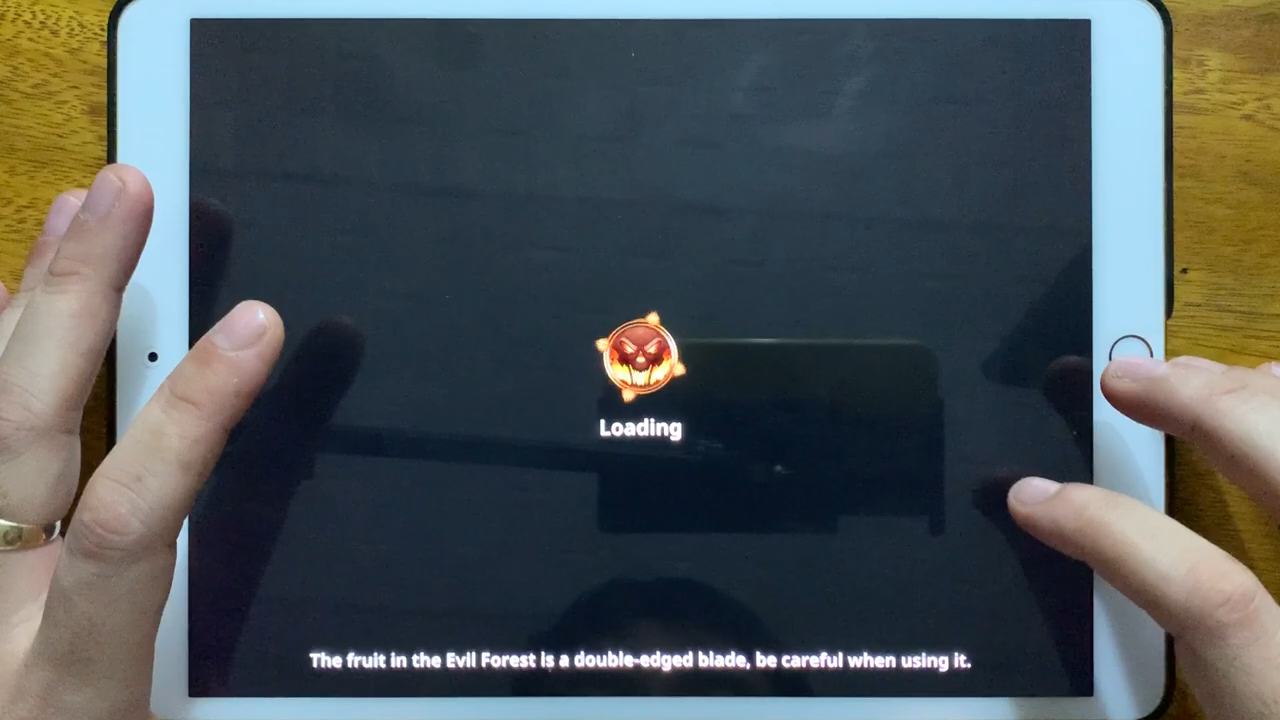 Loading
The fruit in the Evil Forest is a double-edged blade, be careful when using it.